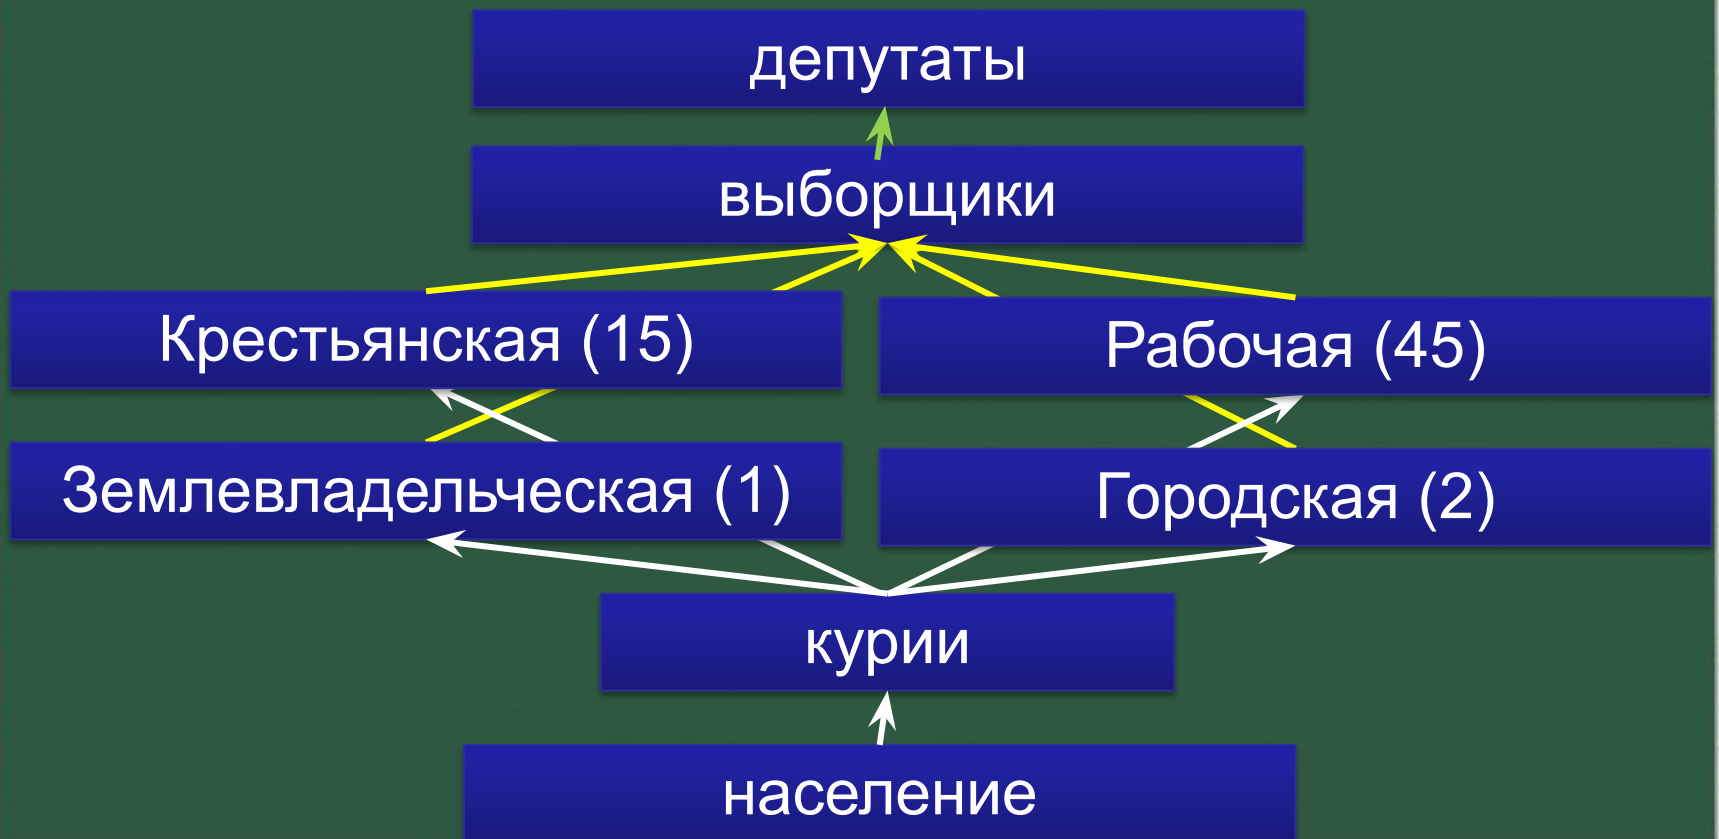 депутаты
выборщики
Крестьянская (15)
Рабочая (45)
Землевладельческая (1)
Городская (2)
курии
население